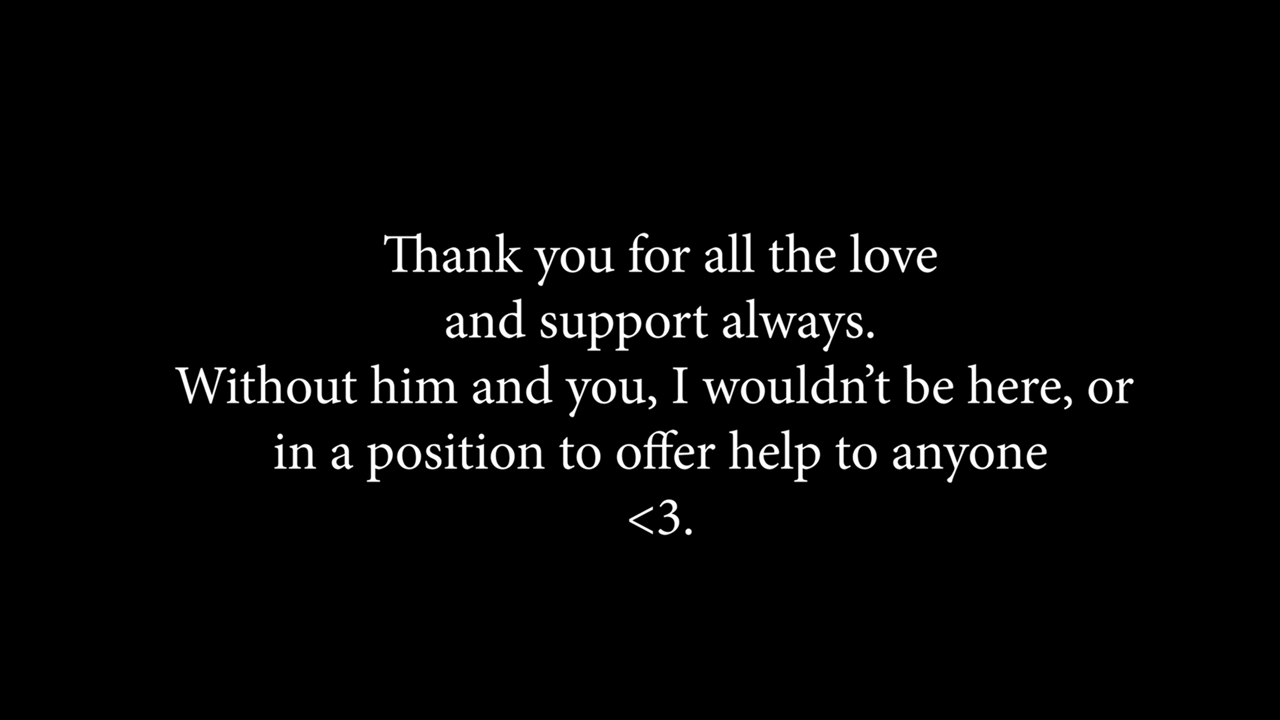 Thank you for all the love
and support always.
Without him and you, I wouldn’t be here, or
in a position to offer help to anyone
<3.